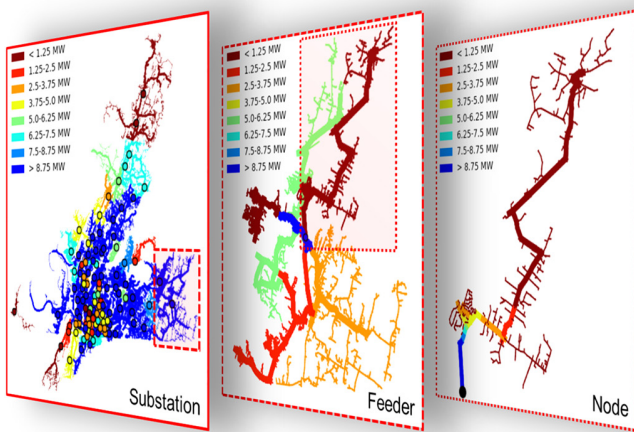 < 1.25 MW
1.25-2.5 MW
2.5-3.75 MW
3.75-5.0 MW
5.0-6.25 MW
6.25-7.5 MW
7.5-8.75 MW
> 8.75 MW
Substation
< 1.25 MW
1.25-2.5 MW
2.5-3.75 MW
3.75-5.0 MW
5.0-6.25 MW
6.25-7.5 MW
7.5-8.75 MW
> 8.75 MW
Feeder
< 1.25 MW
1.25-2.5 MW
2.5-3.75 MW
3.75-5.0 MW
5.0-6.25 MW
6.25-7.5 MW
7.5-8.75 MW
> 8.75 MW
Node